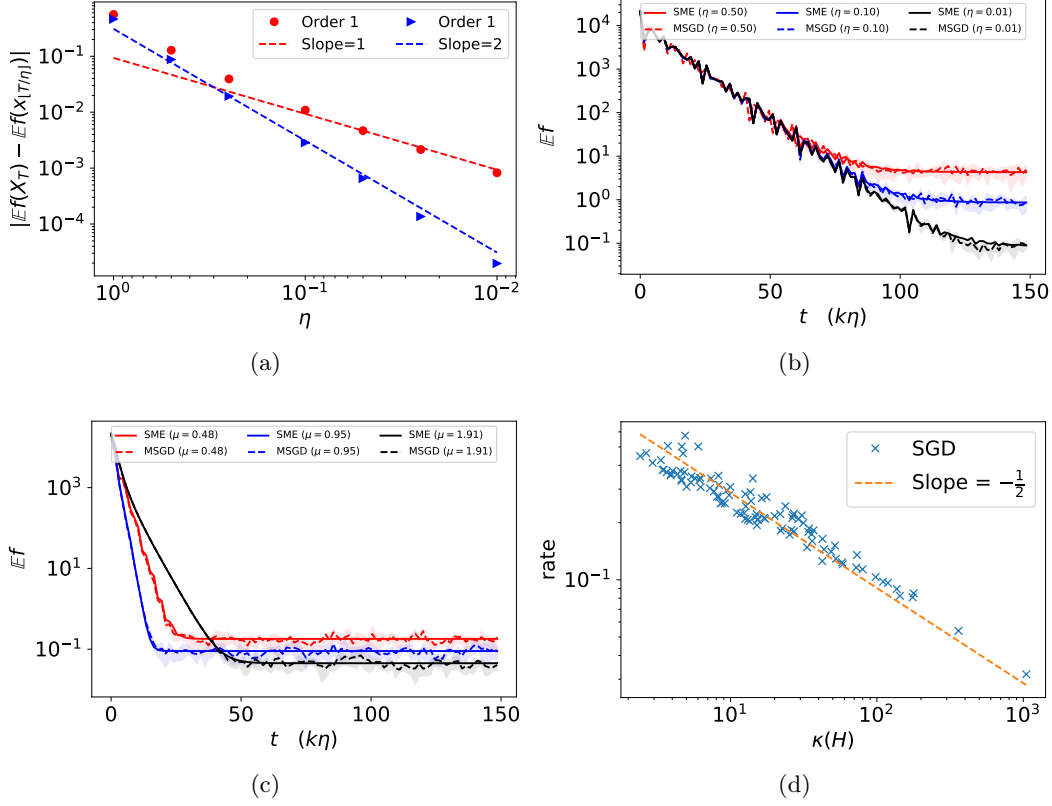 Order 1
Order 1
Slope=1
Slope=2
|𝔼f(X_T) − 𝔼f(x_{⌊T/η⌋})|
10^{-1}
10^{-2}
10^{-3}
10^{-4}
10^0
10^{-1}
10^{-2}
η
(a)
SME (η = 0.50)
SME (η = 0.10)
SME (η = 0.01)
MSGD (η = 0.50)
MSGD (η = 0.10)
MSGD (η = 0.01)
𝔼f
10^4
10^3
10^2
10^1
10^0
10^{-1}
0
50
100
150
t (kη)
(b)
SME (μ = 0.48)
SME (μ = 0.95)
SME (μ = 1.91)
MSGD (μ = 0.48)
MSGD (μ = 0.95)
MSGD (μ = 1.91)
𝔼f
10^3
10^1
10^{-1}
0
50
100
150
t (kη)
(c)
SGD
Slope = −1/2
rate
10^{-1}
10^1
10^2
10^3
κ(H)
(d)